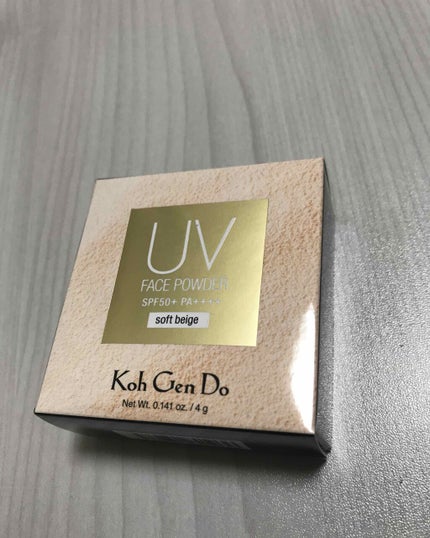 UV
FACE POWDER
SPF50+ PA++++
soft beige
Koh Gen Do
Net Wt. 0.141 oz. / 4 g